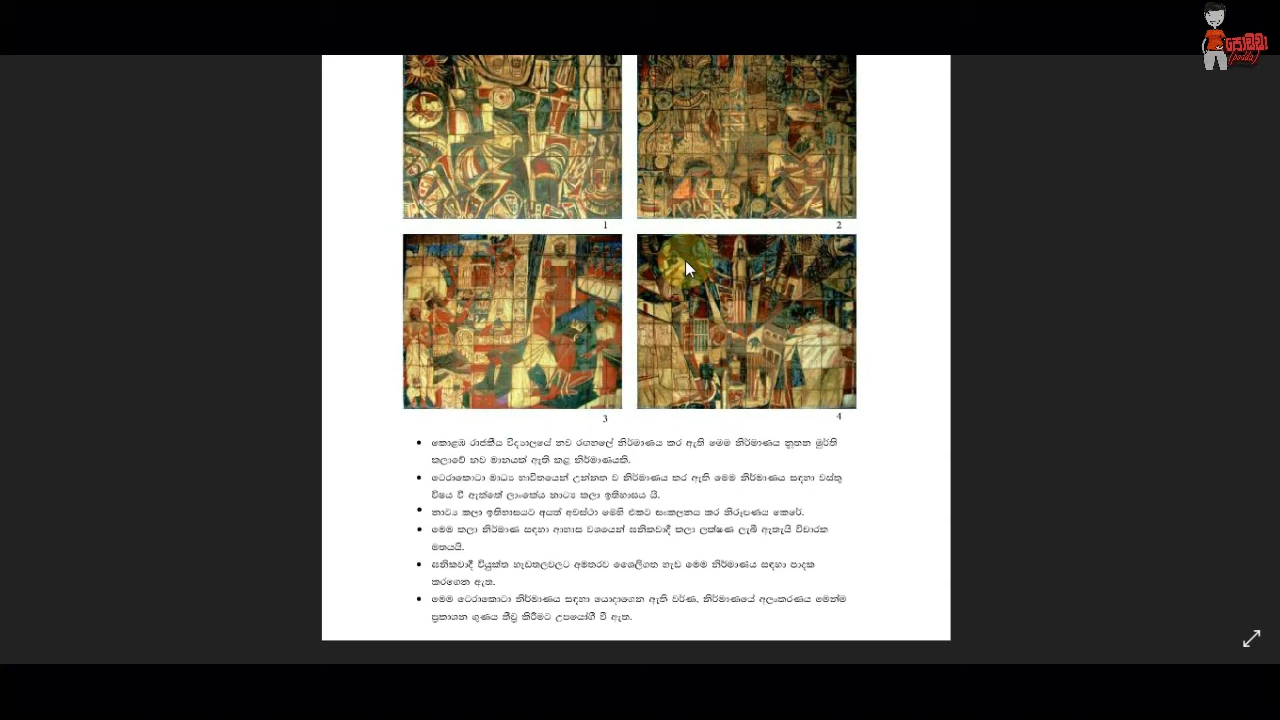 පොඩ්ඩා
(podda)
1
2
3
4
• කොළඹ රාජකීය විද්‍යාලයේ නව රඟහලේ නිර්මාණය කර ඇති මෙම නිර්මාණය නූතන මූර්ති
කලාවේ නව මානයක් ඇති කළ නිර්මාණයකි.
• ටෙරාකොටා මාධ්‍ය භාවිතයෙන් උන්නත ව නිර්මාණය කර ඇති මෙම නිර්මාණය සඳහා වස්තු
විෂය වී ඇත්තේ ලාංකේය නාට්‍ය කලා ඉතිහාසය යි.
• නාට්‍ය කලා ඉතිහාසයට අයත් අවස්ථා මෙහි එකට සංකලනය කර නිරූපණය කෙරේ.
• මෙම කලා නිර්මාණ සඳහා ආභාස වශයෙන් ඝනිකවාදී කලා ලක්ෂණ ලැබී ඇතැයි විචාරක
මතයයි.
• ඝනිකවාදී වියුක්ත හැඩතලවලට අමතරව ශෛලිගත හැඩ මෙම නිර්මාණය සඳහා පාදක
කරගෙන ඇත.
• මෙම ටෙරාකොටා නිර්මාණය සඳහා යොදාගෙන ඇති වර්ණ, නිර්මාණයේ අලංකරණය මෙන්ම
ප්‍රකාශන ගුණය තීව්‍ර කිරීමට උපයෝගී වී ඇත.